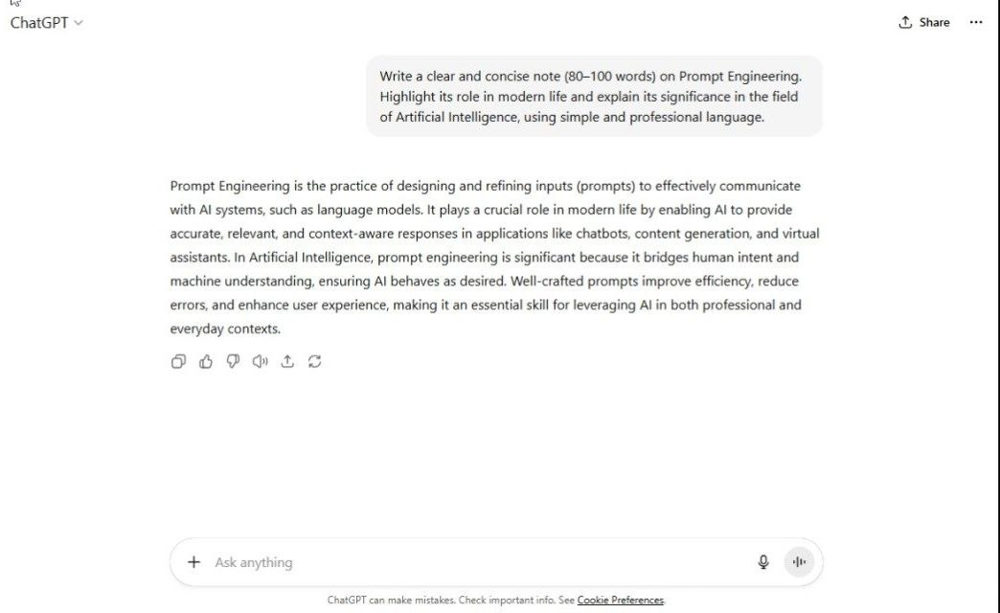 ChatGPT
Share
Write a clear and concise note (80–100 words) on Prompt Engineering.
Highlight its role in modern life and explain its significance in the field
of Artificial Intelligence, using simple and professional language.
Prompt Engineering is the practice of designing and refining inputs (prompts) to effectively communicate
with AI systems, such as language models. It plays a crucial role in modern life by enabling AI to provide
accurate, relevant, and context-aware responses in applications like chatbots, content generation, and virtual
assistants. In Artificial Intelligence, prompt engineering is significant because it bridges human intent and
machine understanding, ensuring AI behaves as desired. Well-crafted prompts improve efficiency, reduce
errors, and enhance user experience, making it an essential skill for leveraging AI in both professional and
everyday contexts.
Ask anything
ChatGPT can make mistakes. Check important info. See Cookie Preferences.